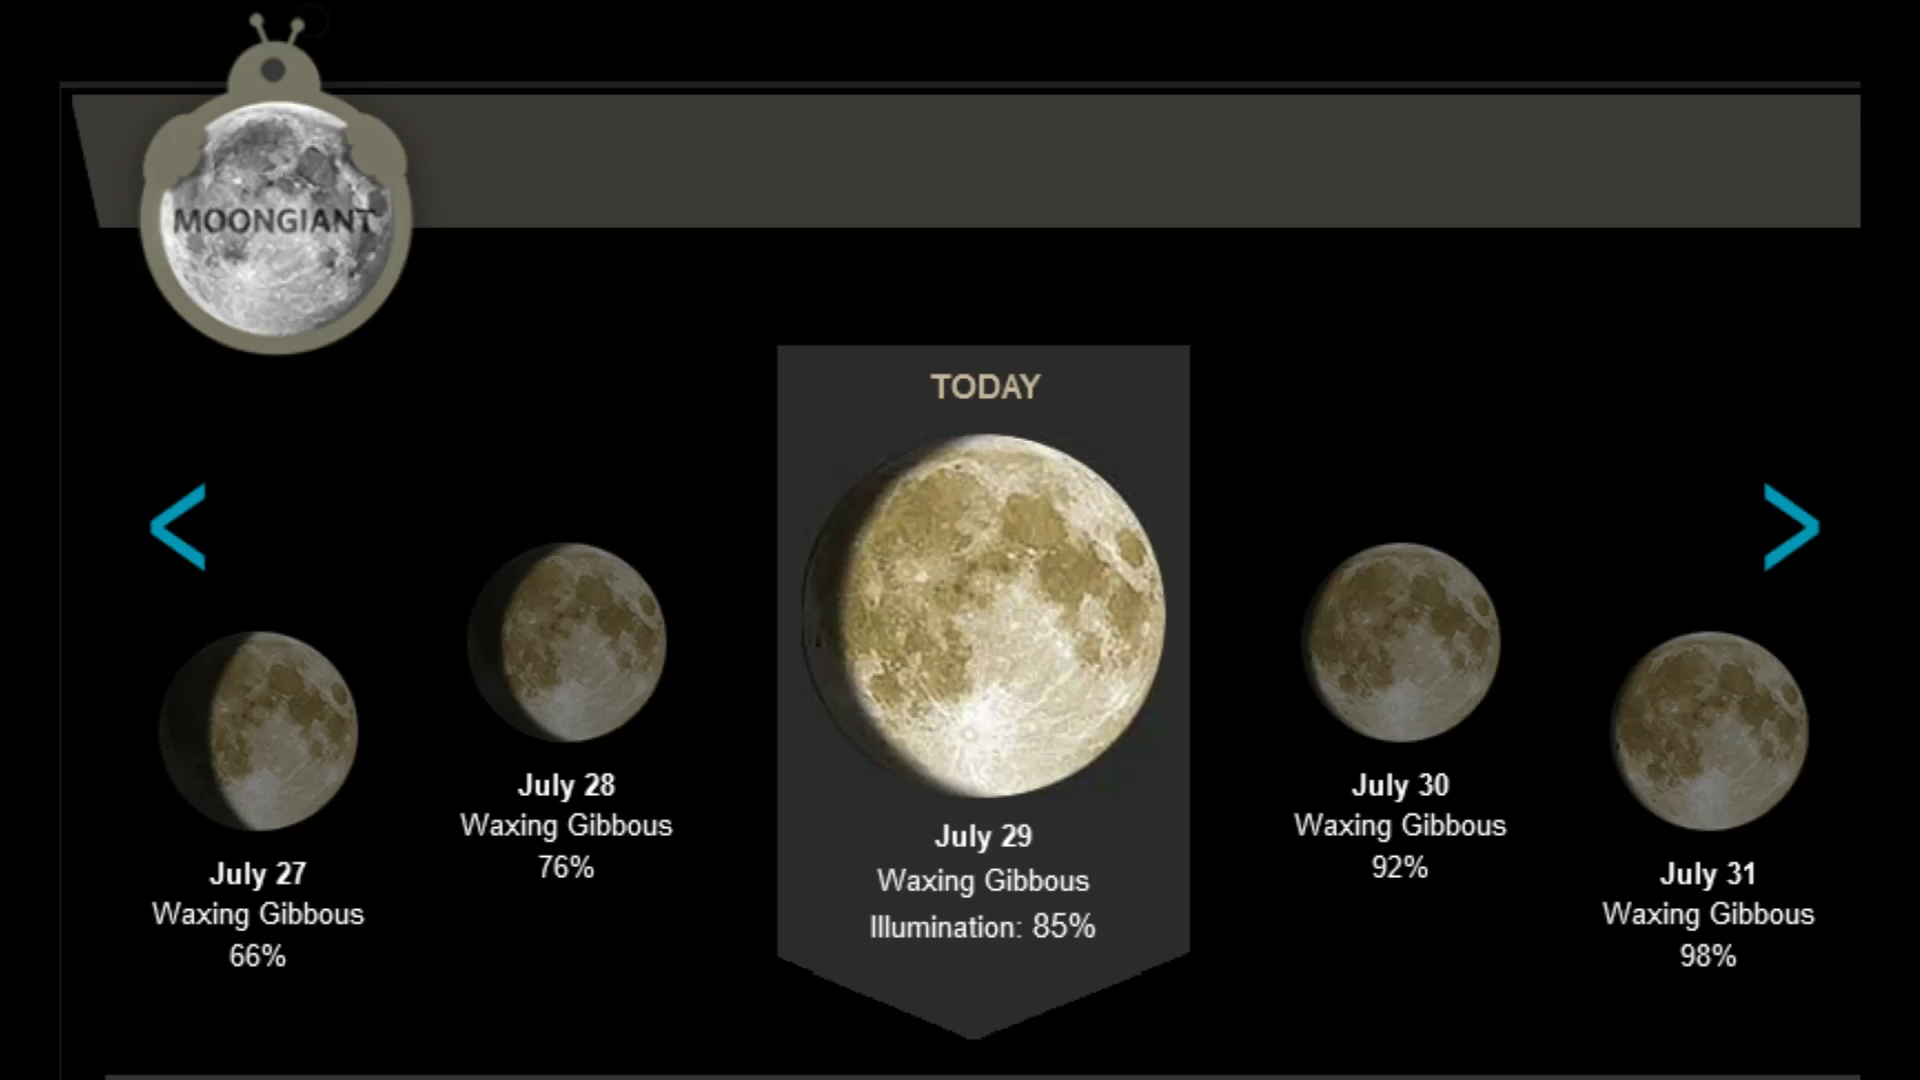 MOONGIANT
TODAY
July 27
Waxing Gibbous
66%
July 28
Waxing Gibbous
76%
July 29
Waxing Gibbous
Illumination: 85%
July 30
Waxing Gibbous
92%
July 31
Waxing Gibbous
98%